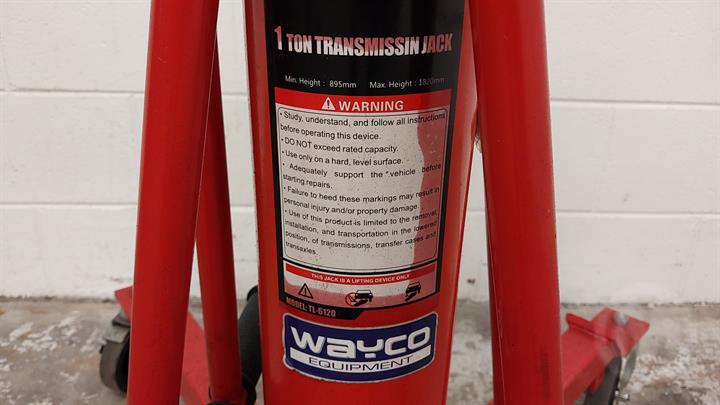 1 TON TRANSMISSIN JACK
Min. Height : 895mm Max. Height : 1820mm
WARNING
• Study, understand, and follow all instructions
before operating this device.
• DO NOT exceed rated capacity.
• Use only on a hard, level surface.
• Adequately support the vehicle before
starting repairs.
• Failure to heed these markings may result in
personal injury and/or property damage.
• Use of this product is limited to the removal,
installation, and transportation in the lowered
position, of transmissions, transfer cases and
transaxles.
THIS JACK IS A LIFTING DEVICE ONLY
MODEL: TL-6120
WAYCO
EQUIPMENT